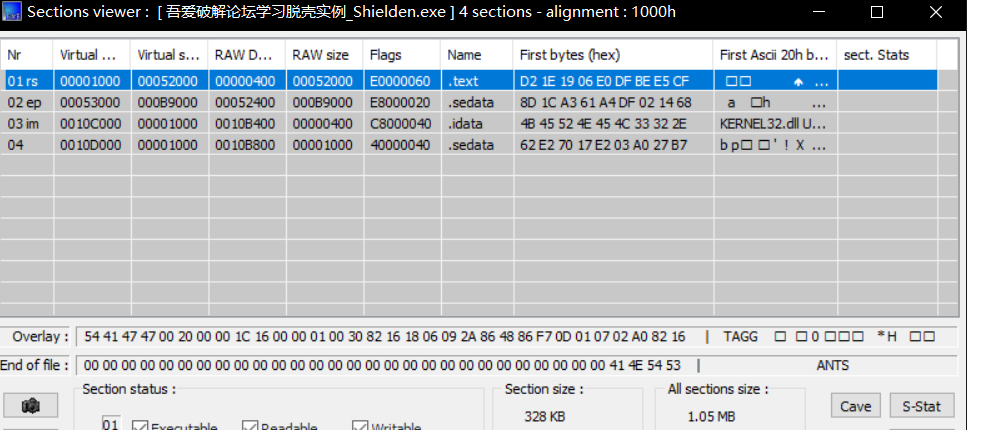 Sections viewer : [ 吾爱破解论坛学习脱壳实例_Shielden.exe ] 4 sections - alignment : 1000h
Nr Virtual ... Virtual s... RAW D... RAW size Flags Name First bytes (hex) First Ascii 20h b... sect. Stats
01 rs 00001000 00052000 00000400 00052000 E0000060 .text D2 1E 19 06 E0 DF BE E5 CF ...
02 ep 00053000 000B9000 00052400 000B9000 E8000020 .sedata 8D 1C A3 61 A4 DF 02 14 68 a h ...
03 im 0010C000 00001000 0010B400 00000400 C8000040 .idata 4B 45 52 4E 45 4C 33 32 2E KERNEL32.dll U...
04 0010D000 00001000 0010B800 00001000 40000040 .sedata 62 E2 70 17 E2 03 A0 27 B7 b p ' ! X ...
Overlay : 54 41 47 47 00 20 00 00 1C 16 00 00 01 00 30 82 16 18 06 09 2A 86 48 86 F7 0D 01 07 02 A0 82 16 | TAGG 0 *H
End of file : 00 00 00 00 00 00 00 00 00 00 00 00 00 00 00 00 00 00 00 00 00 00 00 00 00 00 00 00 41 4E 54 53 | ANTS
Section status : Section size : All sections size :
01 Executable Readable Writable 328 KB 1.05 MB Cave S-Stat